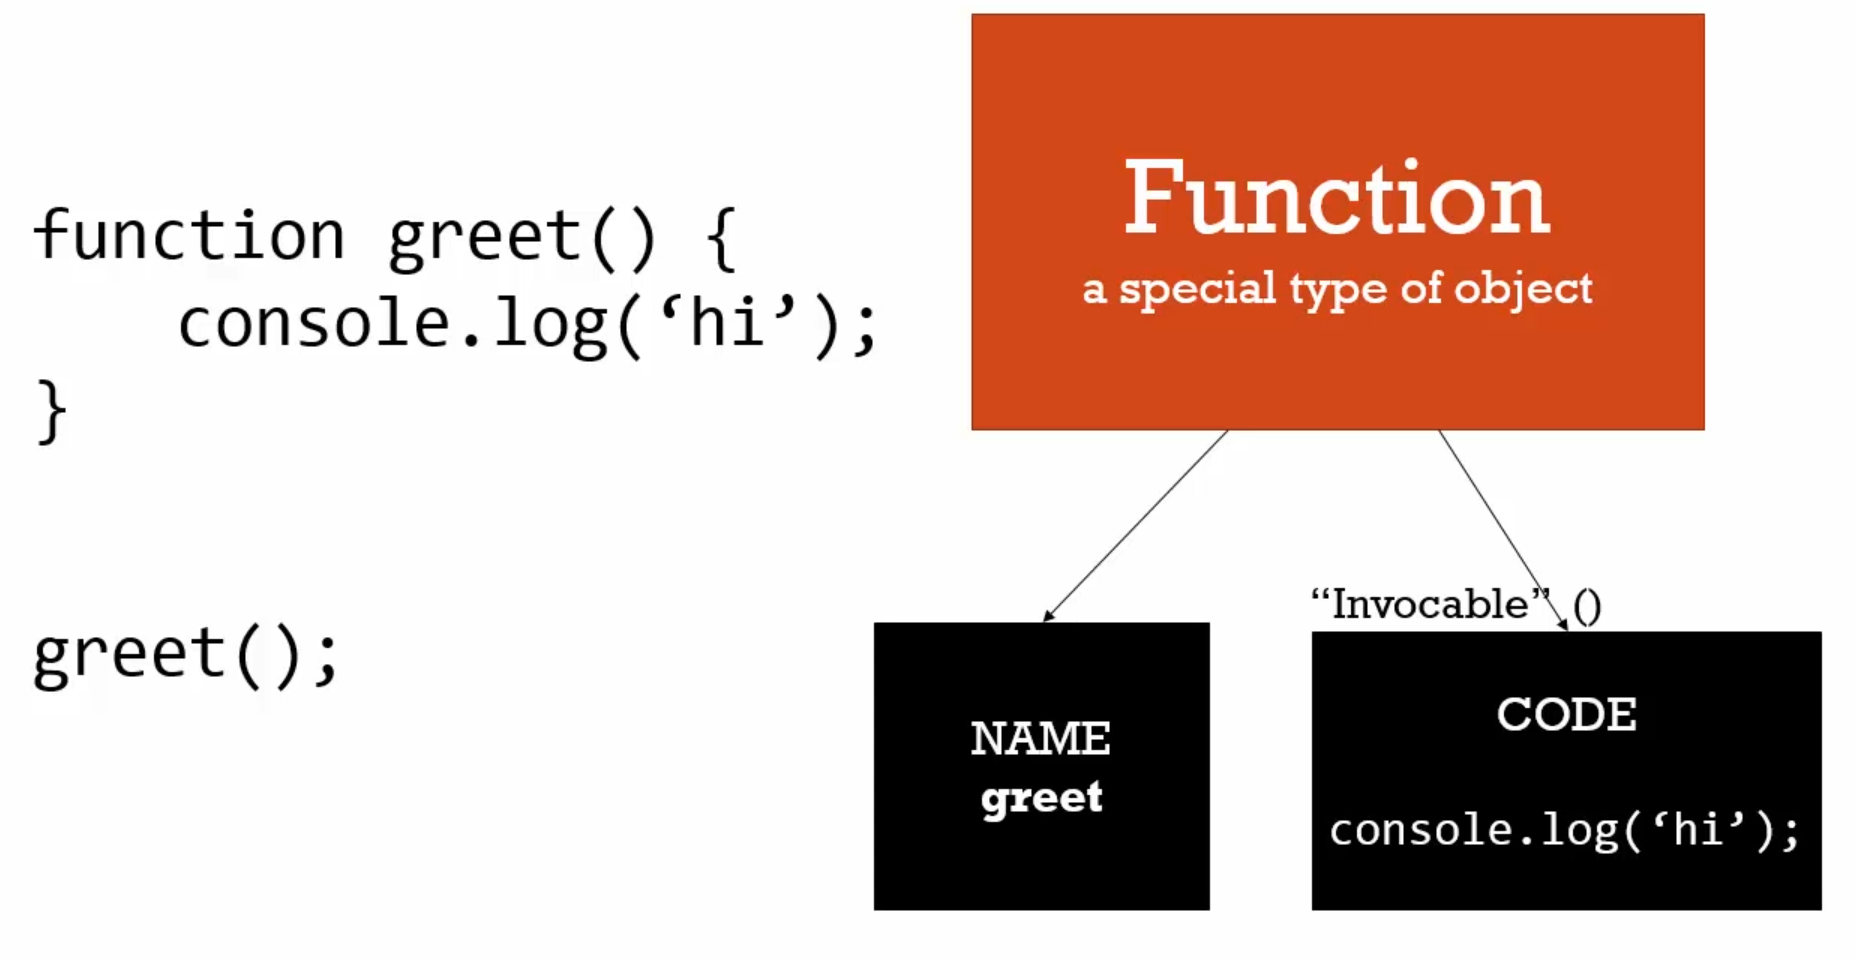 function greet() {
    console.log(‘hi’);
}
greet();
Function
a special type of object
NAME
greet
“Invocable” ()
CODE
console.log(‘hi’);